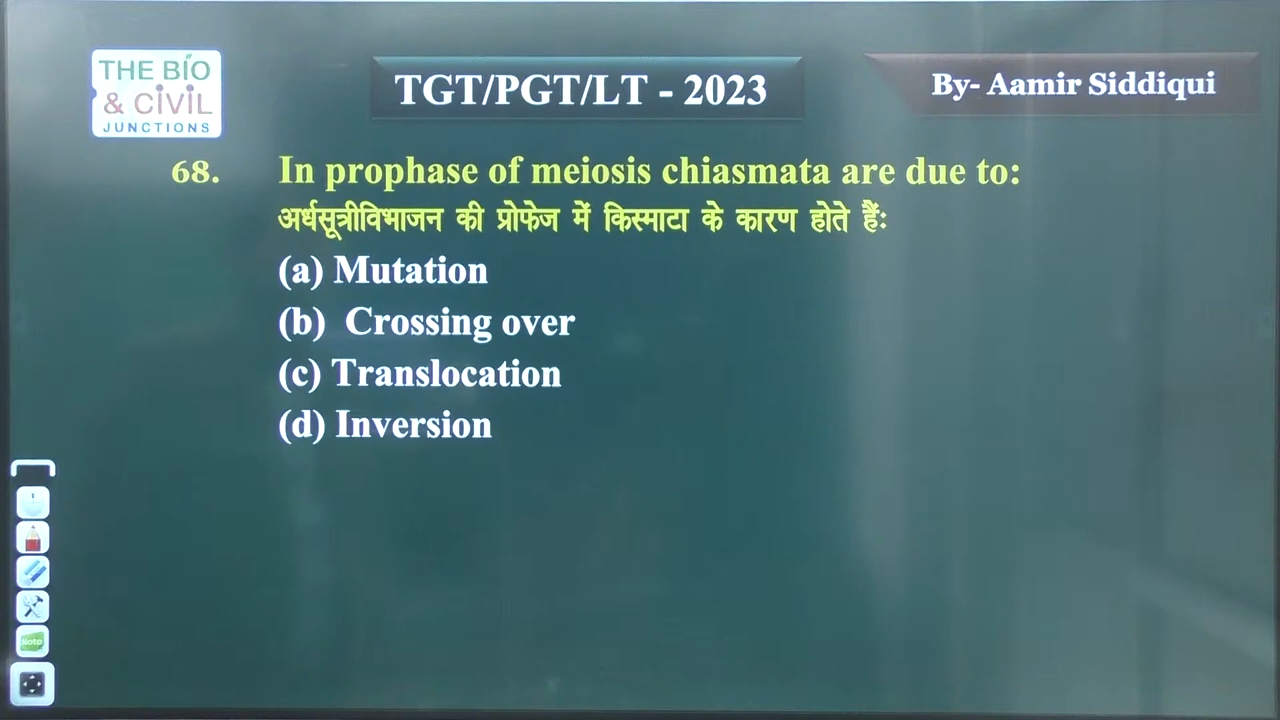 THE BIO
& CIVIL
JUNCTIONS
TGT/PGT/LT - 2023
By- Aamir Siddiqui
68. In prophase of meiosis chiasmata are due to:
अर्धसूत्रीविभाजन की प्रोफेज में किस्माटा के कारण होते हैं:
(a) Mutation
(b) Crossing over
(c) Translocation
(d) Inversion
Note